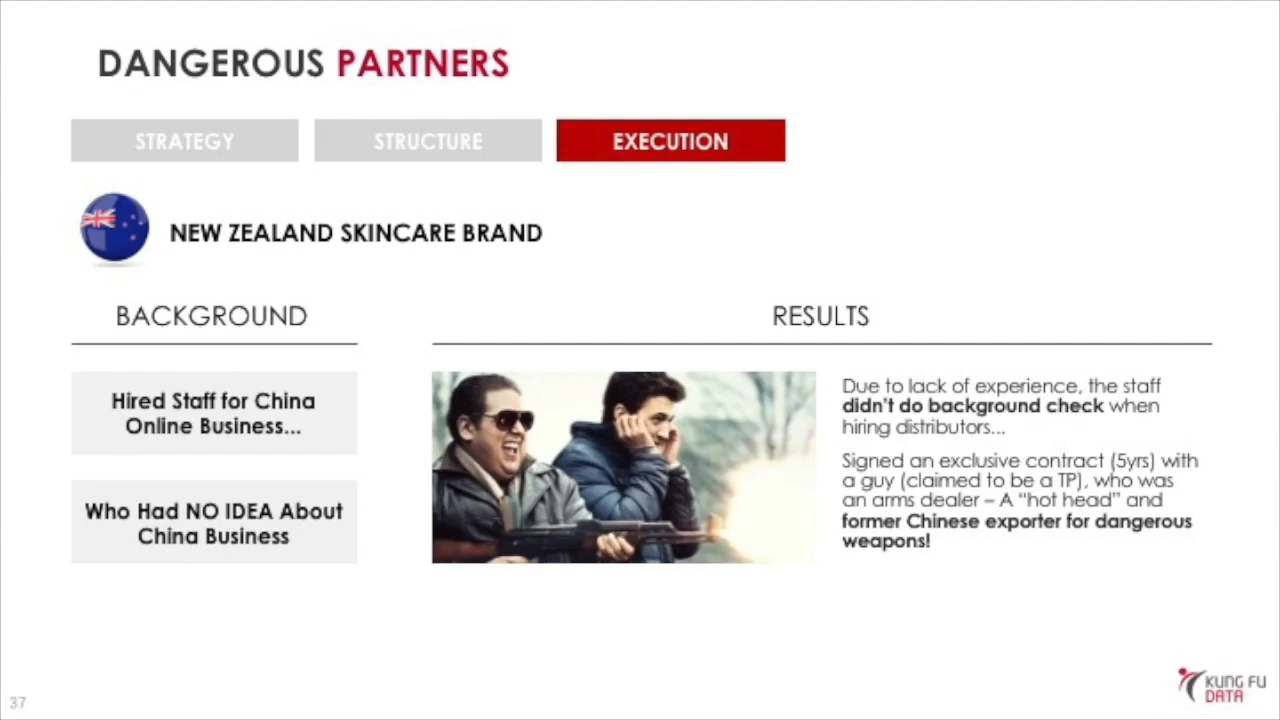 DANGEROUS PARTNERS
STRATEGY
STRUCTURE
EXECUTION
NEW ZEALAND SKINCARE BRAND
BACKGROUND
Hired Staff for China
Online Business...
Who Had NO IDEA About
China Business
RESULTS
Due to lack of experience, the staff
didn't do background check when
hiring distributors...
Signed an exclusive contract (5yrs) with
a guy (claimed to be a TP), who was
an arms dealer – A “hot head” and
former Chinese exporter for dangerous
weapons!
37
KUNG FU
DATA